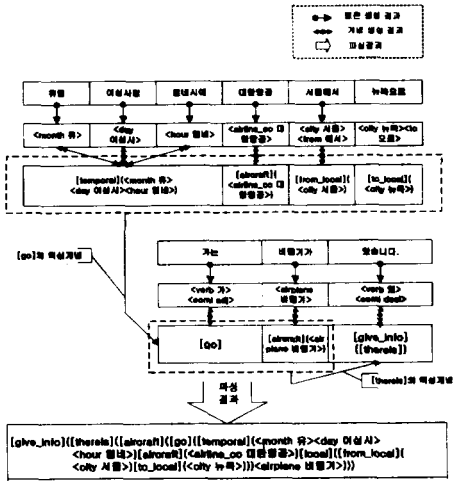 토큰 생성 결과
개념 생성 결과
파싱결과
유월 이십사일 열네시에 대한항공 서울에서 뉴욕으로
<month 유> <day 이십사> <hour 열네> <airline_co 대한항공> <city 서울> <from 에서> <city 뉴욕><to 으로>
[temporal](<month 유>
<day 이십사><hour 열네>)
[aircraft](
<airline_co 대
한항공>)
[from_local](
<city 서울>)
[to_local](
<city 뉴욕>)
[go]의 핵심개념
가는 비행기가 있습니다.
<verb 가>
<semi adj>
<airplane
비행기>
<verb 있>
<semi decl>
[go]
[aircraft](<air
plane 비행기>)
[give_info]
([thereis])
[thereis]의 핵심개념
파싱
결과
[give_info]([thereis]([aircraft]([go]([temporal](<month 유><day 이십사>
<hour 열네>)[aircraft](<airline_co 대한항공>)[local]([from_local](
<city 서울>)[to_local](<city 뉴욕>)))<airplane 비행기>)))